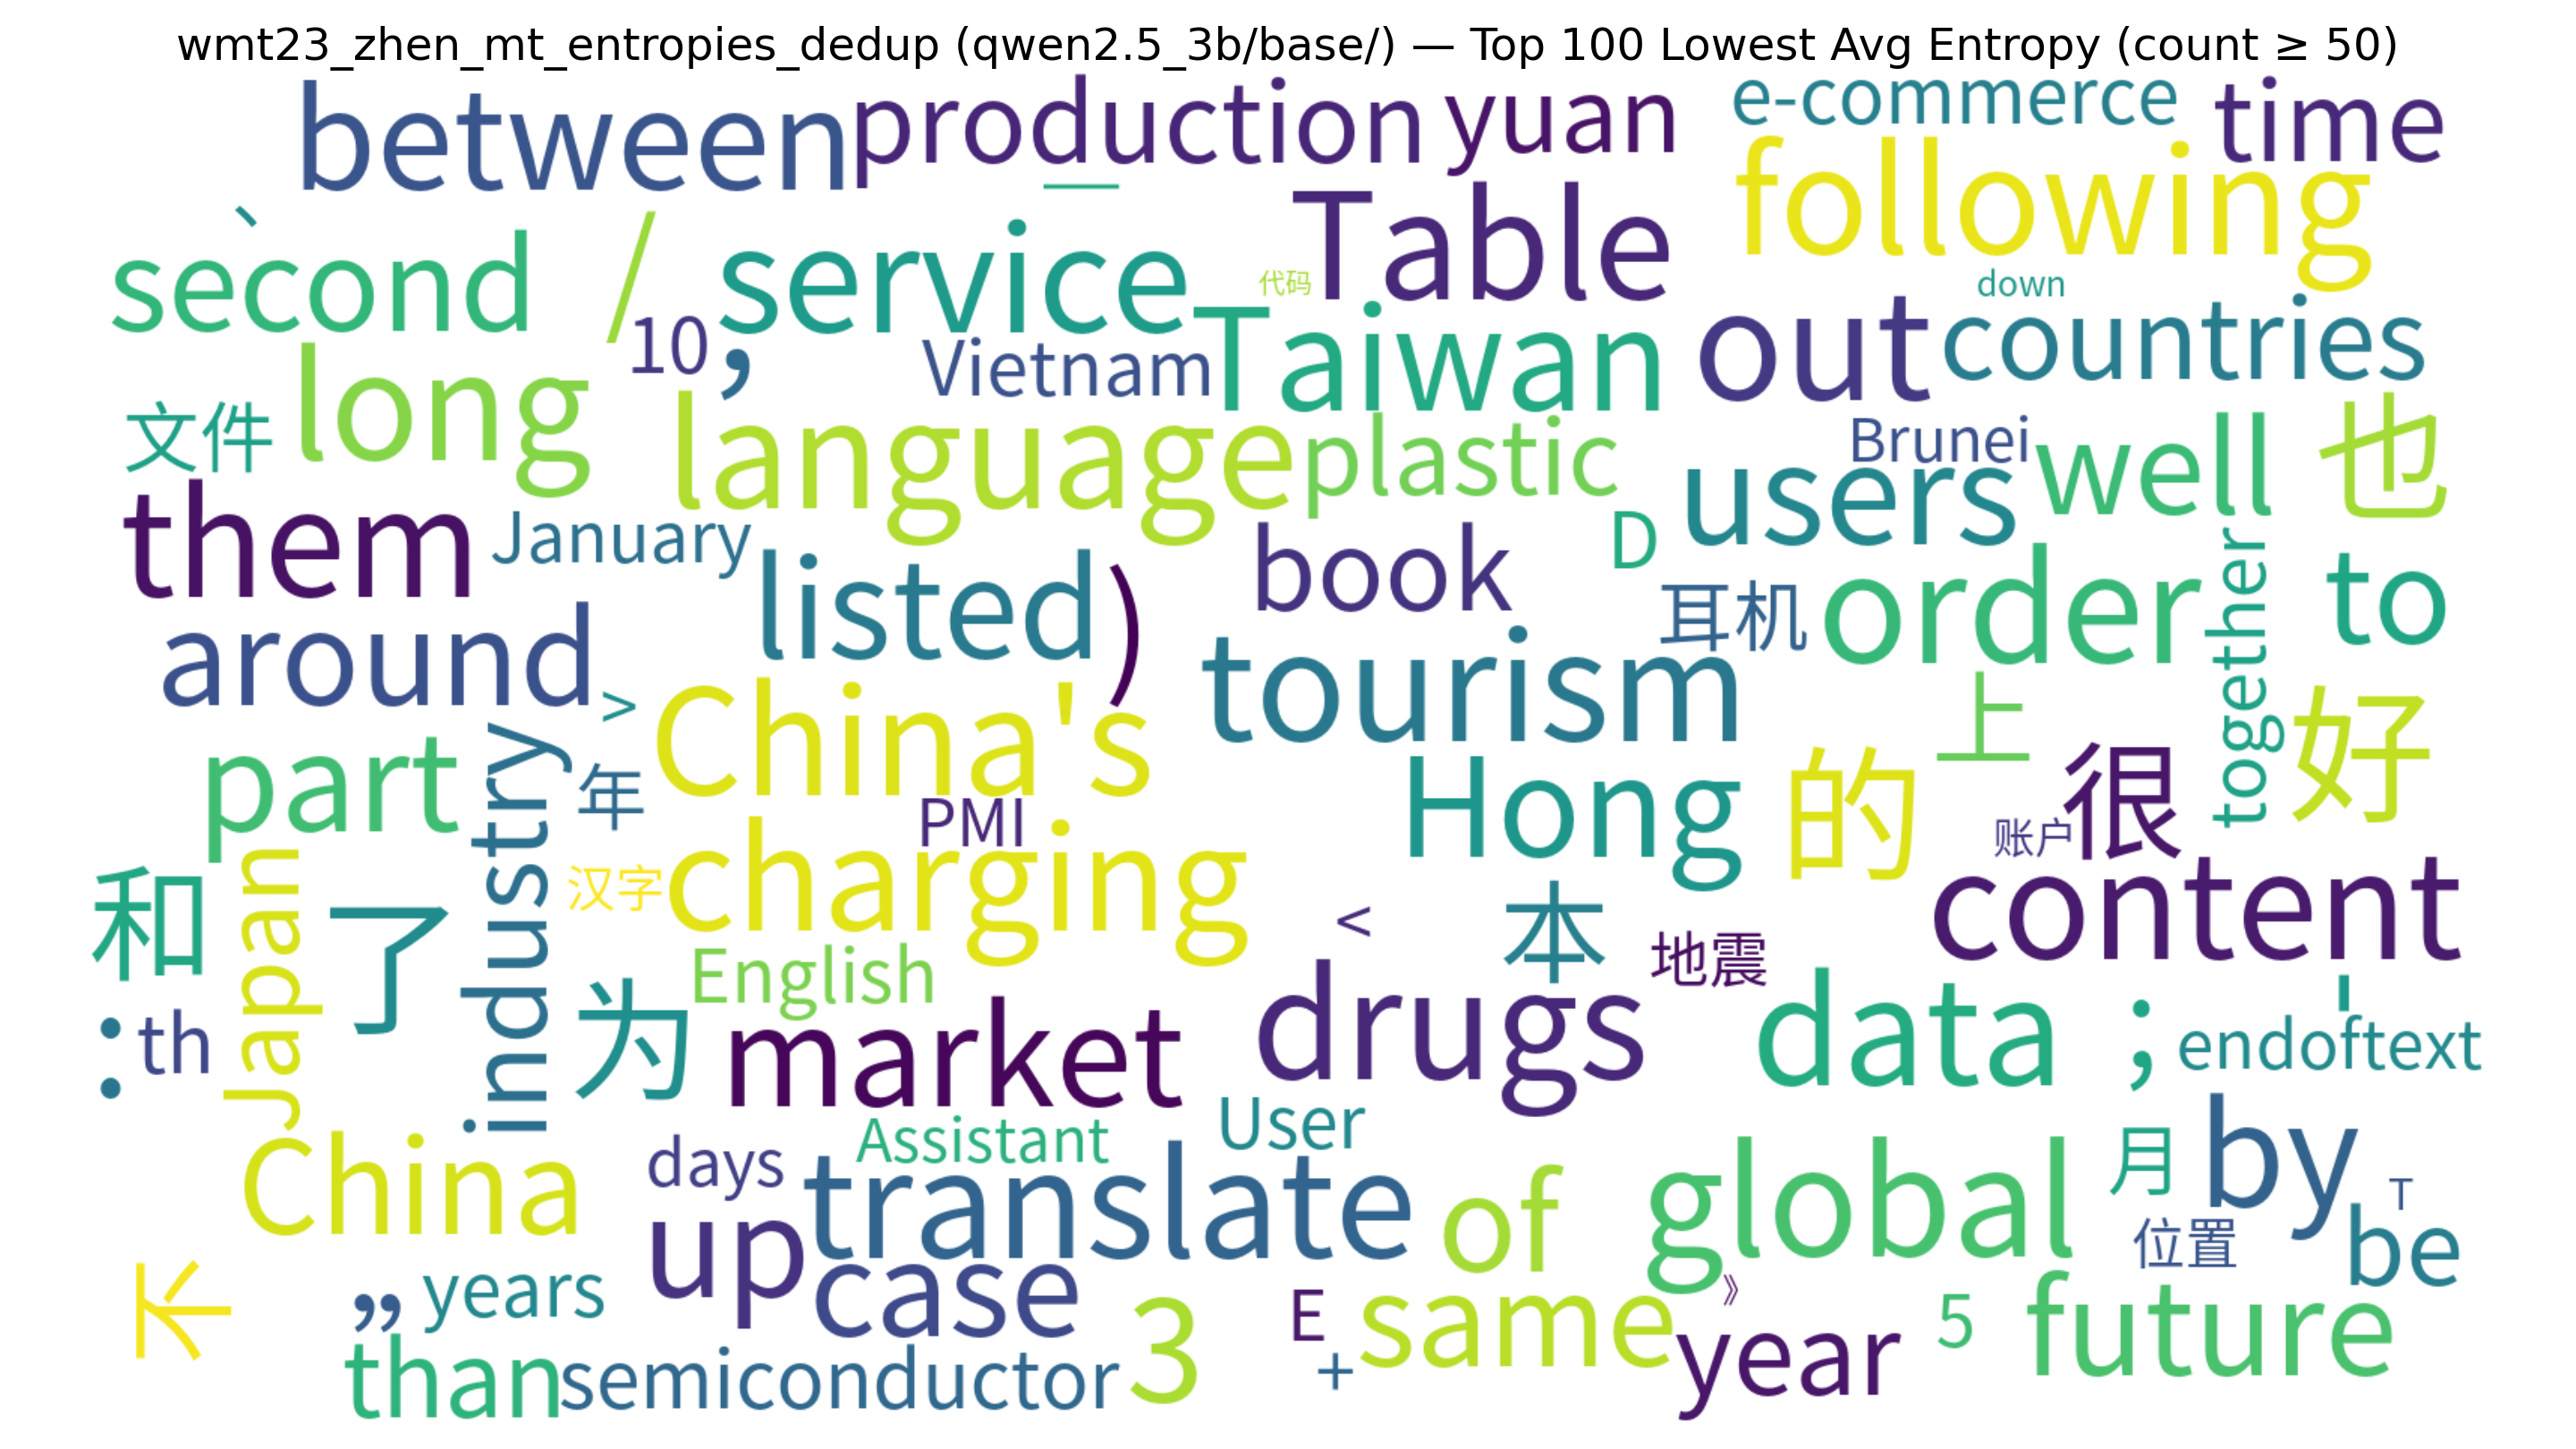 wmt23_zhen_mt_entropies_dedup (qwen2.5_3b/base/) — Top 100 Lowest Avg Entropy (count ≥ 50)
between production yuan e-commerce time
— Table following
、 second / service 代码 down
10 , Vietnam Taiwan out countries
文件 long language plastic Brunei well 也
them January book D users together
around listed ) 耳机 order to
> China's tourism 上 好
part industry 年 PMI Hong 的 账户 很
和 Japan 了 汉字 charging < 本 地震 content
: th 为 English market drugs data ; ' endoftext
China days Assistant User translate of global 月 by T
不 ” years up case 位置 be
than semiconductor 3 E + same 》 year 5 future